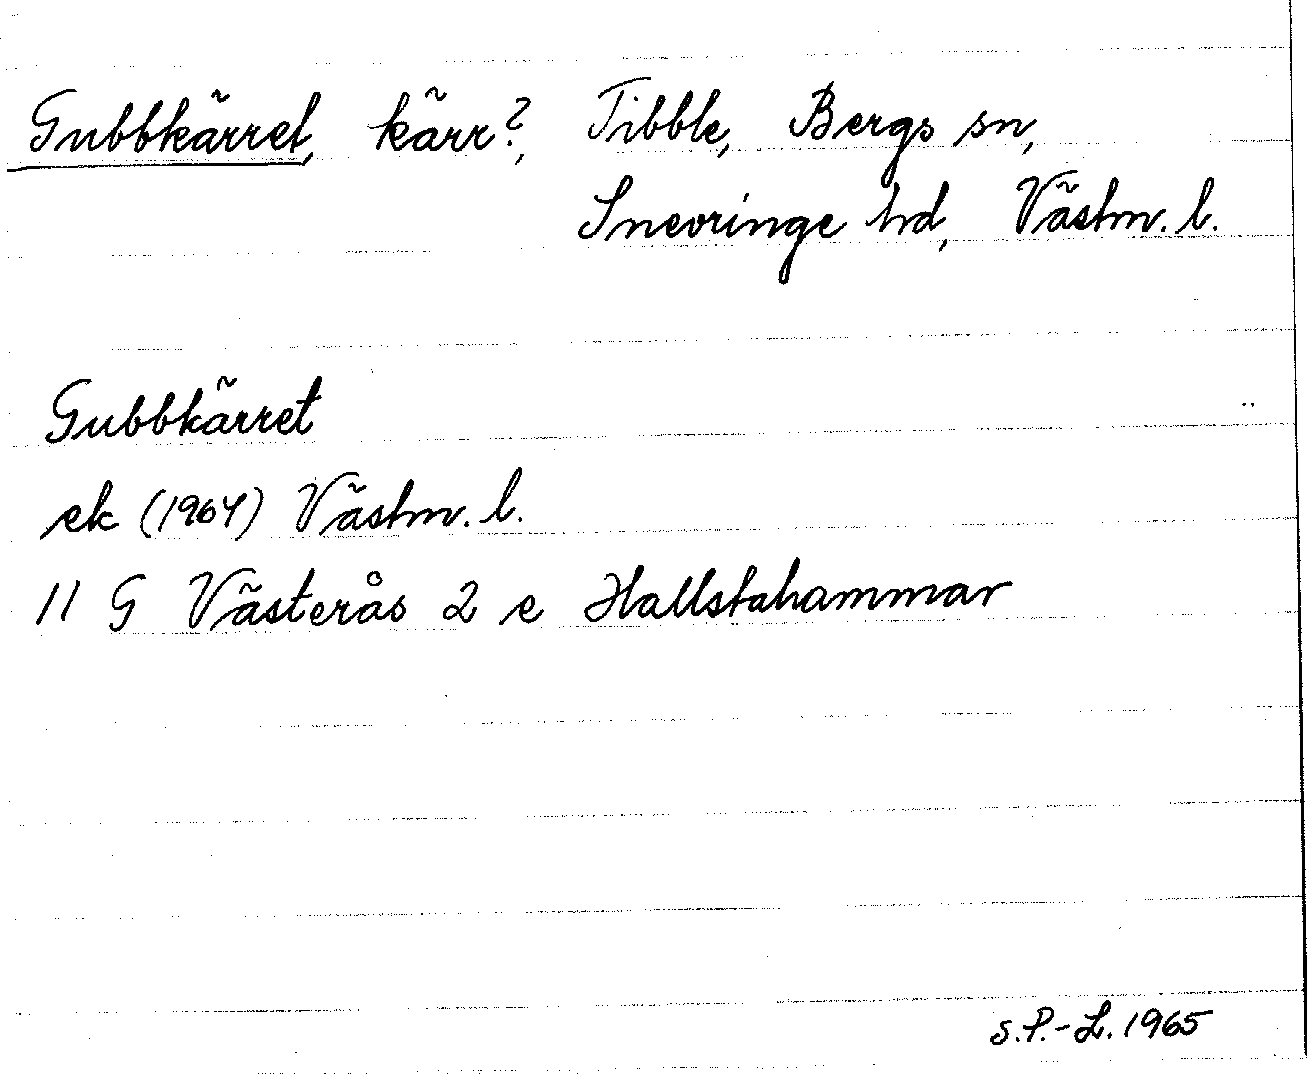 Gubbkärret, kärr?, Tibble, Bergs sn,
Snevringe hd, Västm. l.
Gubbkärret
ek (1964) Västm. l.
11 G Västerås 2 e Hallstahammar
S.P.-L. 1965